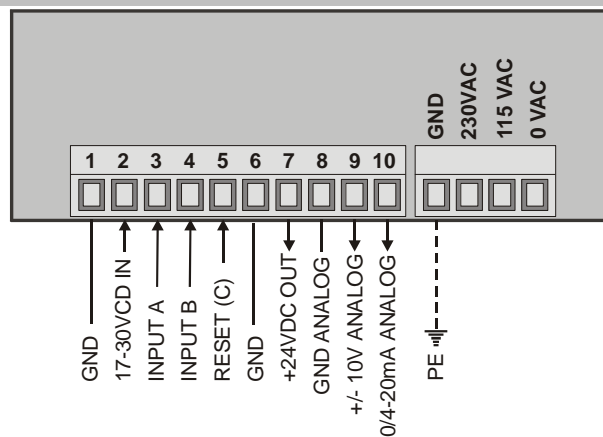 GND
230VAC
115 VAC
0 VAC
1 2 3 4 5 6 7 8 9 10
GND
17-30VCD IN
INPUT A
INPUT B
RESET (C)
GND
+24VDC OUT
GND ANALOG
+/- 10V ANALOG
0/4-20mA ANALOG
PE